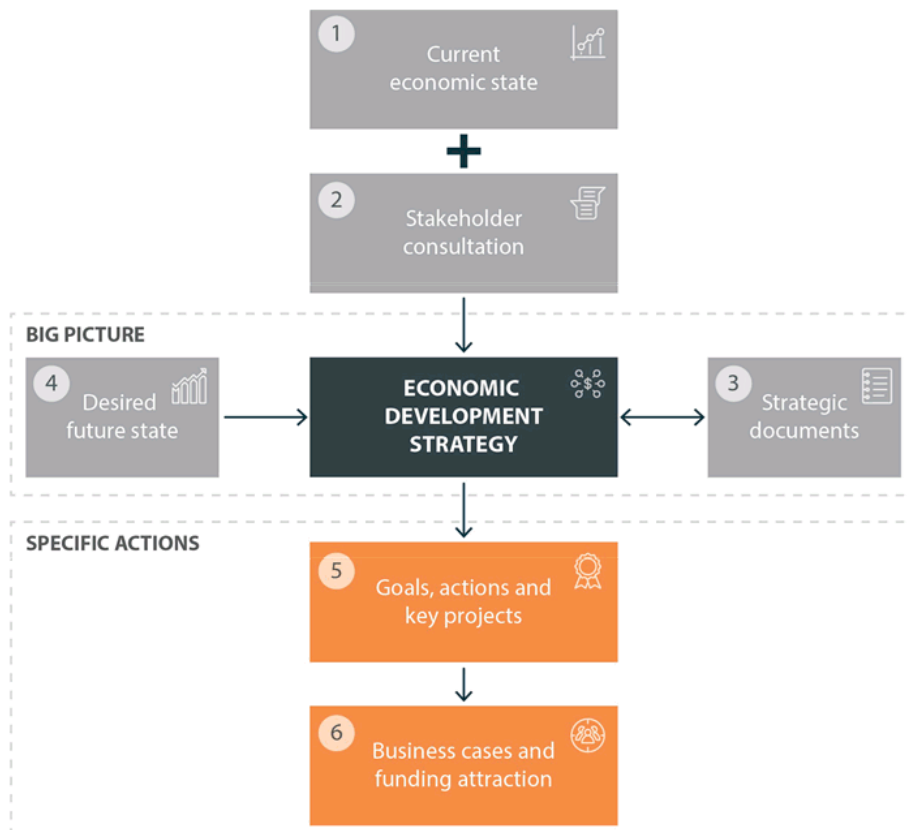 1
Current
economic state
+
2
Stakeholder
consultation
BIG PICTURE
4
Desired
future state
ECONOMIC
DEVELOPMENT
STRATEGY
$
3
Strategic
documents
SPECIFIC ACTIONS
5
Goals, actions and
key projects
6
Business cases and
funding attraction